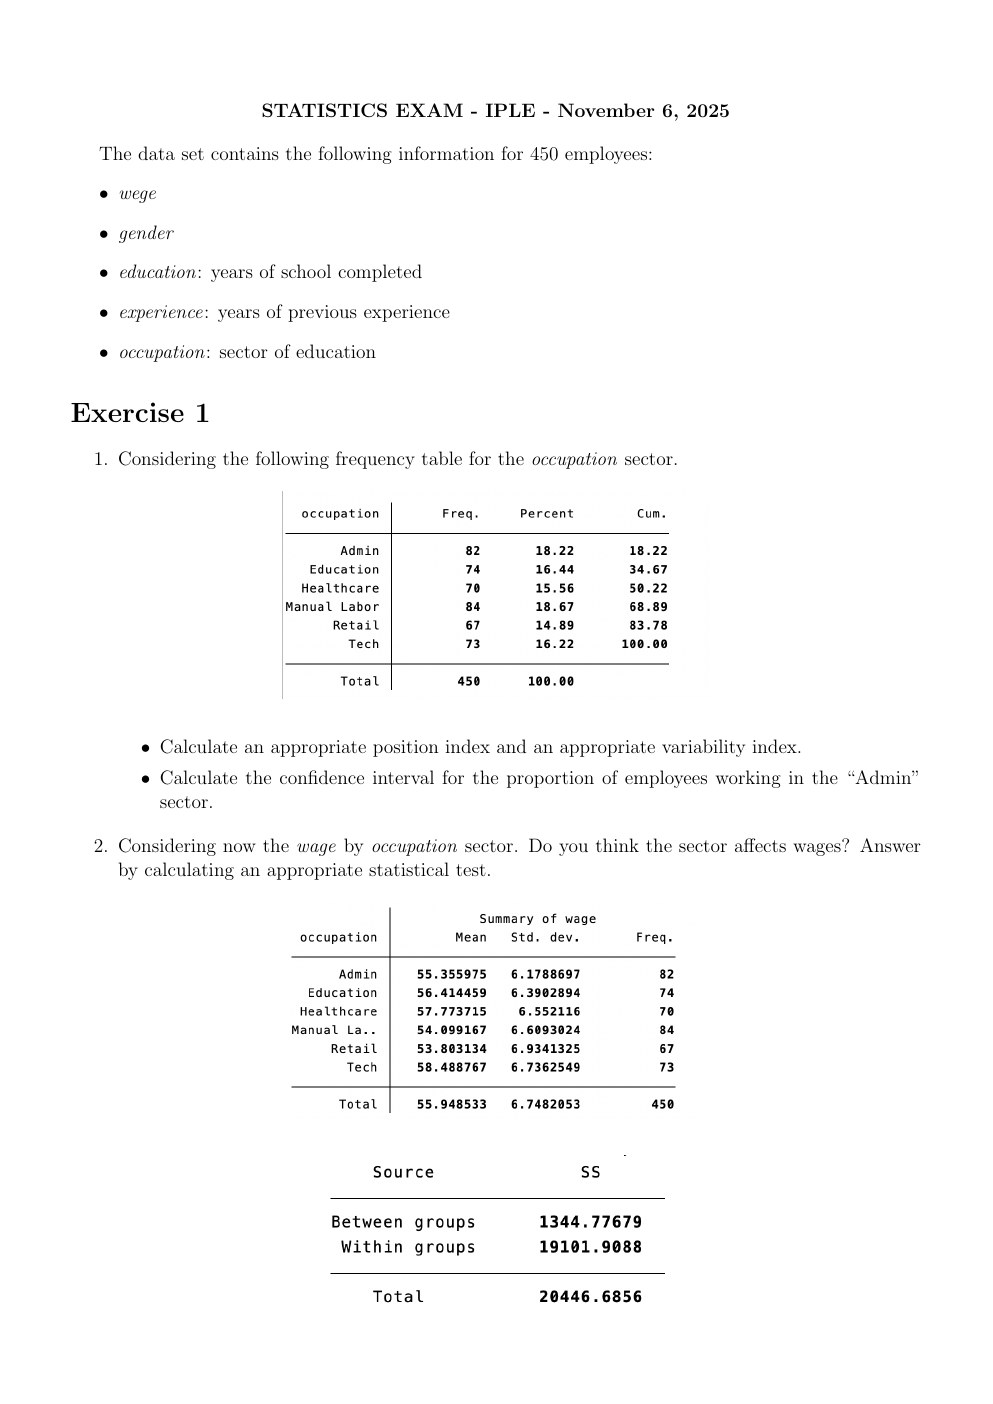 STATISTICS EXAM - IPLE - November 6, 2025
The data set contains the following information for 450 employees:
• wege
• gender
• education: years of school completed
• experience: years of previous experience
• occupation: sector of education
Exercise 1
1. Considering the following frequency table for the occupation sector.
occupation Freq. Percent Cum.
Admin 82 18.22 18.22
Education 74 16.44 34.67
Healthcare 70 15.56 50.22
Manual Labor 84 18.67 68.89
Retail 67 14.89 83.78
Tech 73 16.22 100.00
Total 450 100.00
• Calculate an appropriate position index and an appropriate variability index.
• Calculate the confidence interval for the proportion of employees working in the “Admin”
sector.
2. Considering now the wage by occupation sector. Do you think the sector affects wages? Answer
by calculating an appropriate statistical test.
Summary of wage
occupation Mean Std. dev. Freq.
Admin 55.355975 6.1788697 82
Education 56.414459 6.3902894 74
Healthcare 57.773715 6.552116 70
Manual La.. 54.099167 6.6093024 84
Retail 53.803134 6.9341325 67
Tech 58.488767 6.7362549 73
Total 55.948533 6.7482053 450
Source SS
Between groups 1344.77679
Within groups 19101.9088
Total 20446.6856